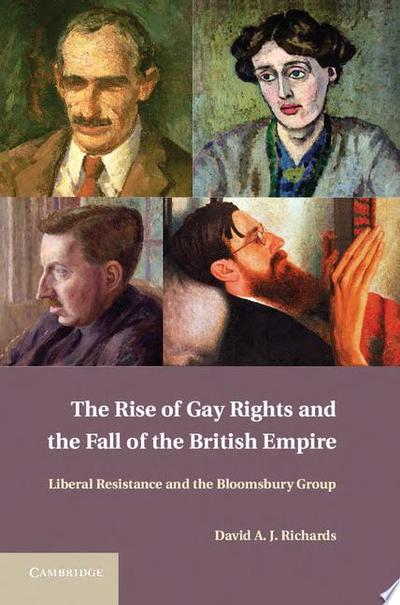 The Rise of Gay Rights and
the Fall of the British Empire
Liberal Resistance and the Bloomsbury Group
David A. J. Richards
CAMBRIDGE